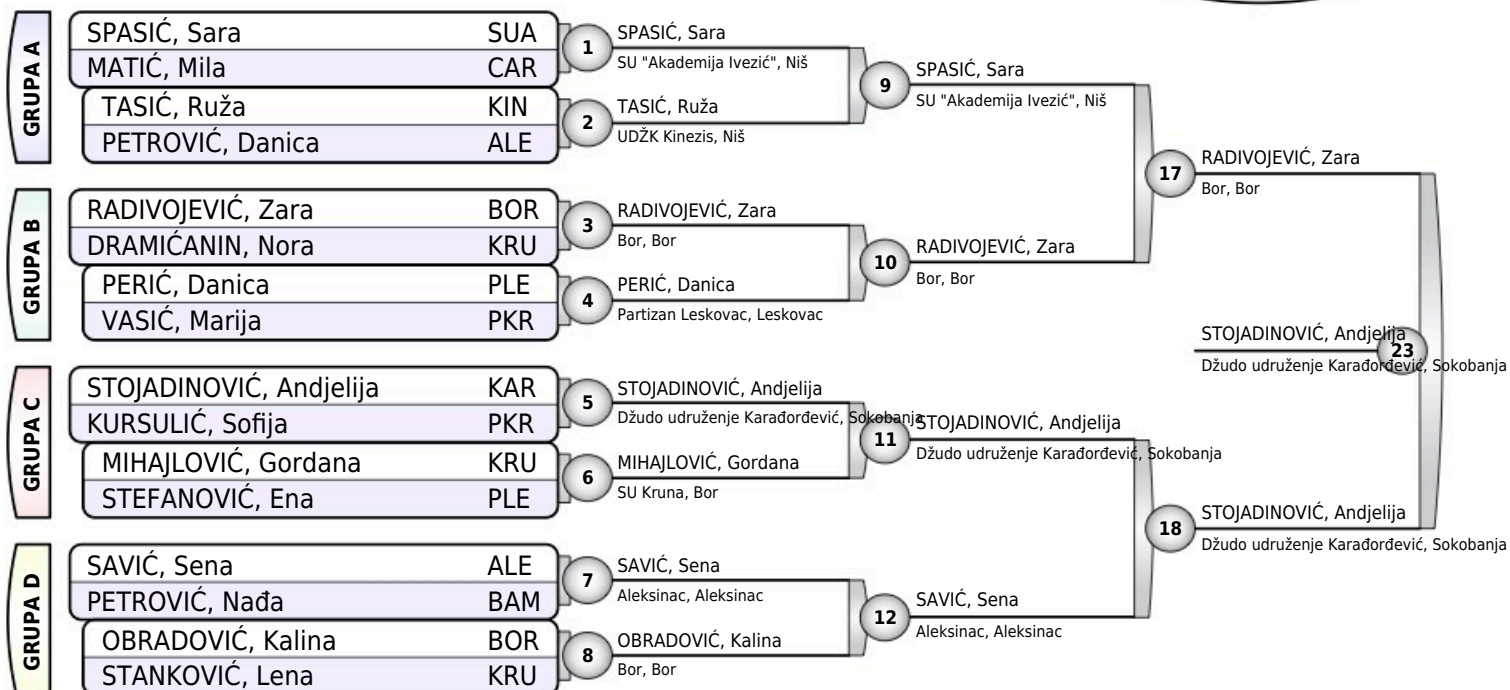 GRUPA A
SPASIĆ, Sara SUA
MATIĆ, Mila CAR
TASIĆ, Ruža KIN
PETROVIĆ, Danica ALE
GRUPA B
RADIVOJEVIĆ, Zara BOR
DRAMIĆANIN, Nora KRU
PERIĆ, Danica PLE
VASIĆ, Marija PKR
GRUPA C
STOJADINOVIĆ, Andjelija KAR
KURSULIĆ, Sofija PKR
MIHAJLOVIĆ, Gordana KRU
STEFANOVIĆ, Ena PLE
GRUPA D
SAVIĆ, Sena ALE
PETROVIĆ, Nađa BAM
OBRADOVIĆ, Kalina BOR
STANKOVIĆ, Lena KRU
1
SPASIĆ, Sara
SU "Akademija Ivezić", Niš
2
TASIĆ, Ruža
UDŽK Kinezis, Niš
3
RADIVOJEVIĆ, Zara
Bor, Bor
4
PERIĆ, Danica
Partizan Leskovac, Leskovac
5
STOJADINOVIĆ, Andjelija
Džudo udruženje Karađorđević, Sokobanja
6
MIHAJLOVIĆ, Gordana
SU Kruna, Bor
7
SAVIĆ, Sena
Aleksinac, Aleksinac
8
OBRADOVIĆ, Kalina
Bor, Bor
9
SPASIĆ, Sara
SU "Akademija Ivezić", Niš
10
RADIVOJEVIĆ, Zara
Bor, Bor
11
STOJADINOVIĆ, Andjelija
Džudo udruženje Karađorđević, Sokobanja
12
SAVIĆ, Sena
Aleksinac, Aleksinac
17
RADIVOJEVIĆ, Zara
Bor, Bor
18
STOJADINOVIĆ, Andjelija
Džudo udruženje Karađorđević, Sokobanja
23
STOJADINOVIĆ, Andjelija
Džudo udruženje Karađorđević, Sokobanja